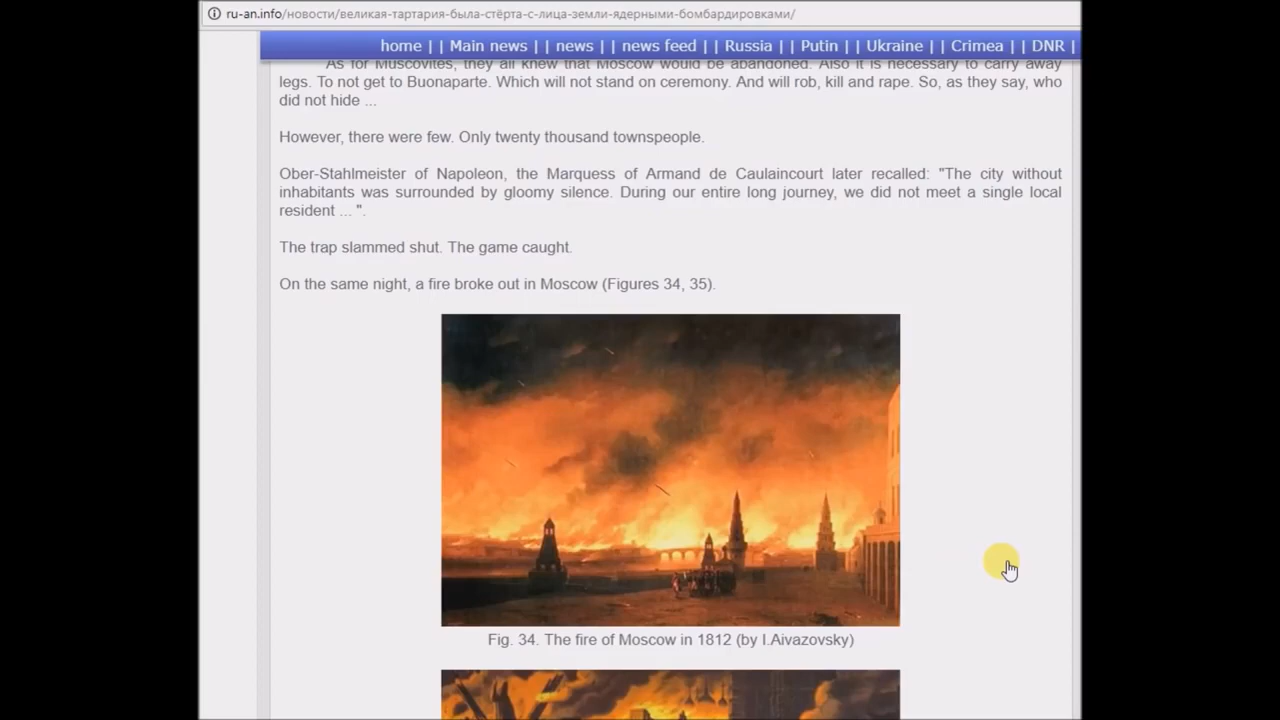 ru-an.info/новости/великая-тартария-была-стёрта-с-лица-земли-ядерными-бомбардировками/
home | | Main news | | news | | news feed | | Russia | | Putin | | Ukraine | | Crimea | | DNR |
As for Muscovites, they all knew that Moscow would be abandoned. Also it is necessary to carry away
legs. To not get to Buonaparte. Which will not stand on ceremony. And will rob, kill and rape. So, as they say, who
did not hide ...
However, there were few. Only twenty thousand townspeople.
Ober-Stahlmeister of Napoleon, the Marquess of Armand de Caulaincourt later recalled: "The city without
inhabitants was surrounded by gloomy silence. During our entire long journey, we did not meet a single local
resident ... ".
The trap slammed shut. The game caught.
On the same night, a fire broke out in Moscow (Figures 34, 35).
Fig. 34. The fire of Moscow in 1812 (by I.Aivazovsky)